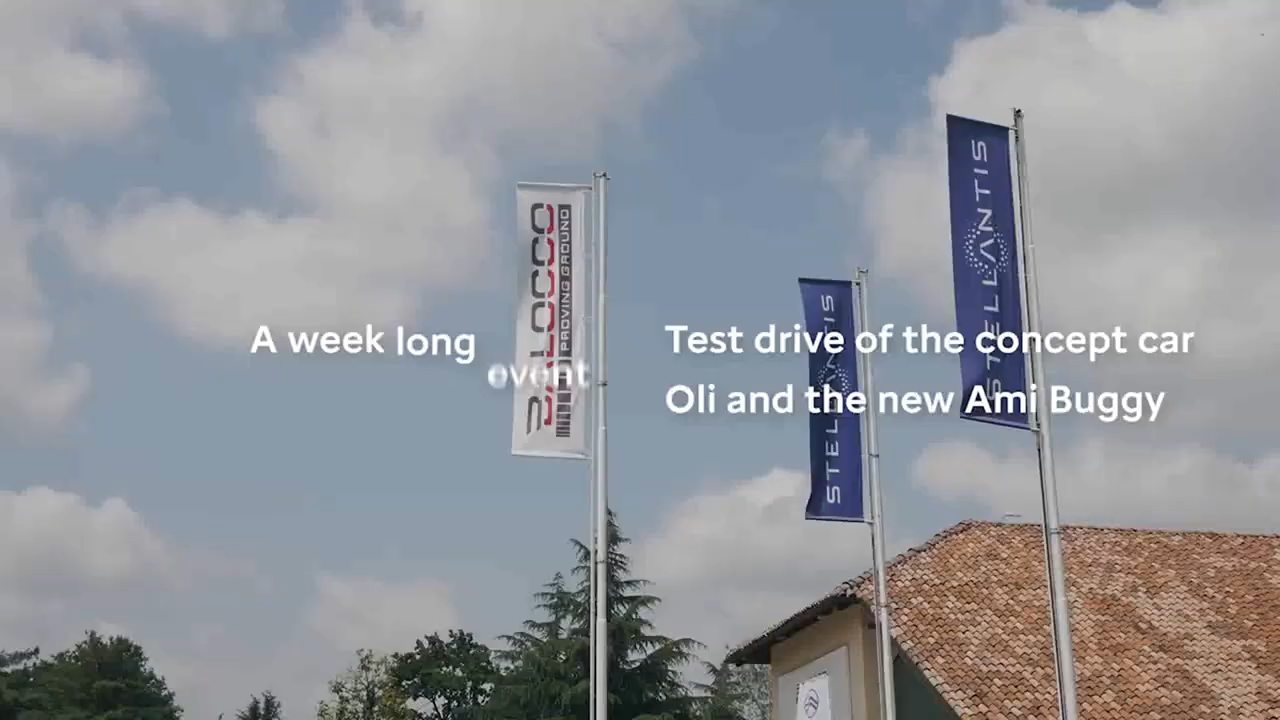 A week long
event
Test drive of the concept car
Oli and the new Ami Buggy
BALOCCO
PROVING GROUND
STELLANTIS
STELLANTIS